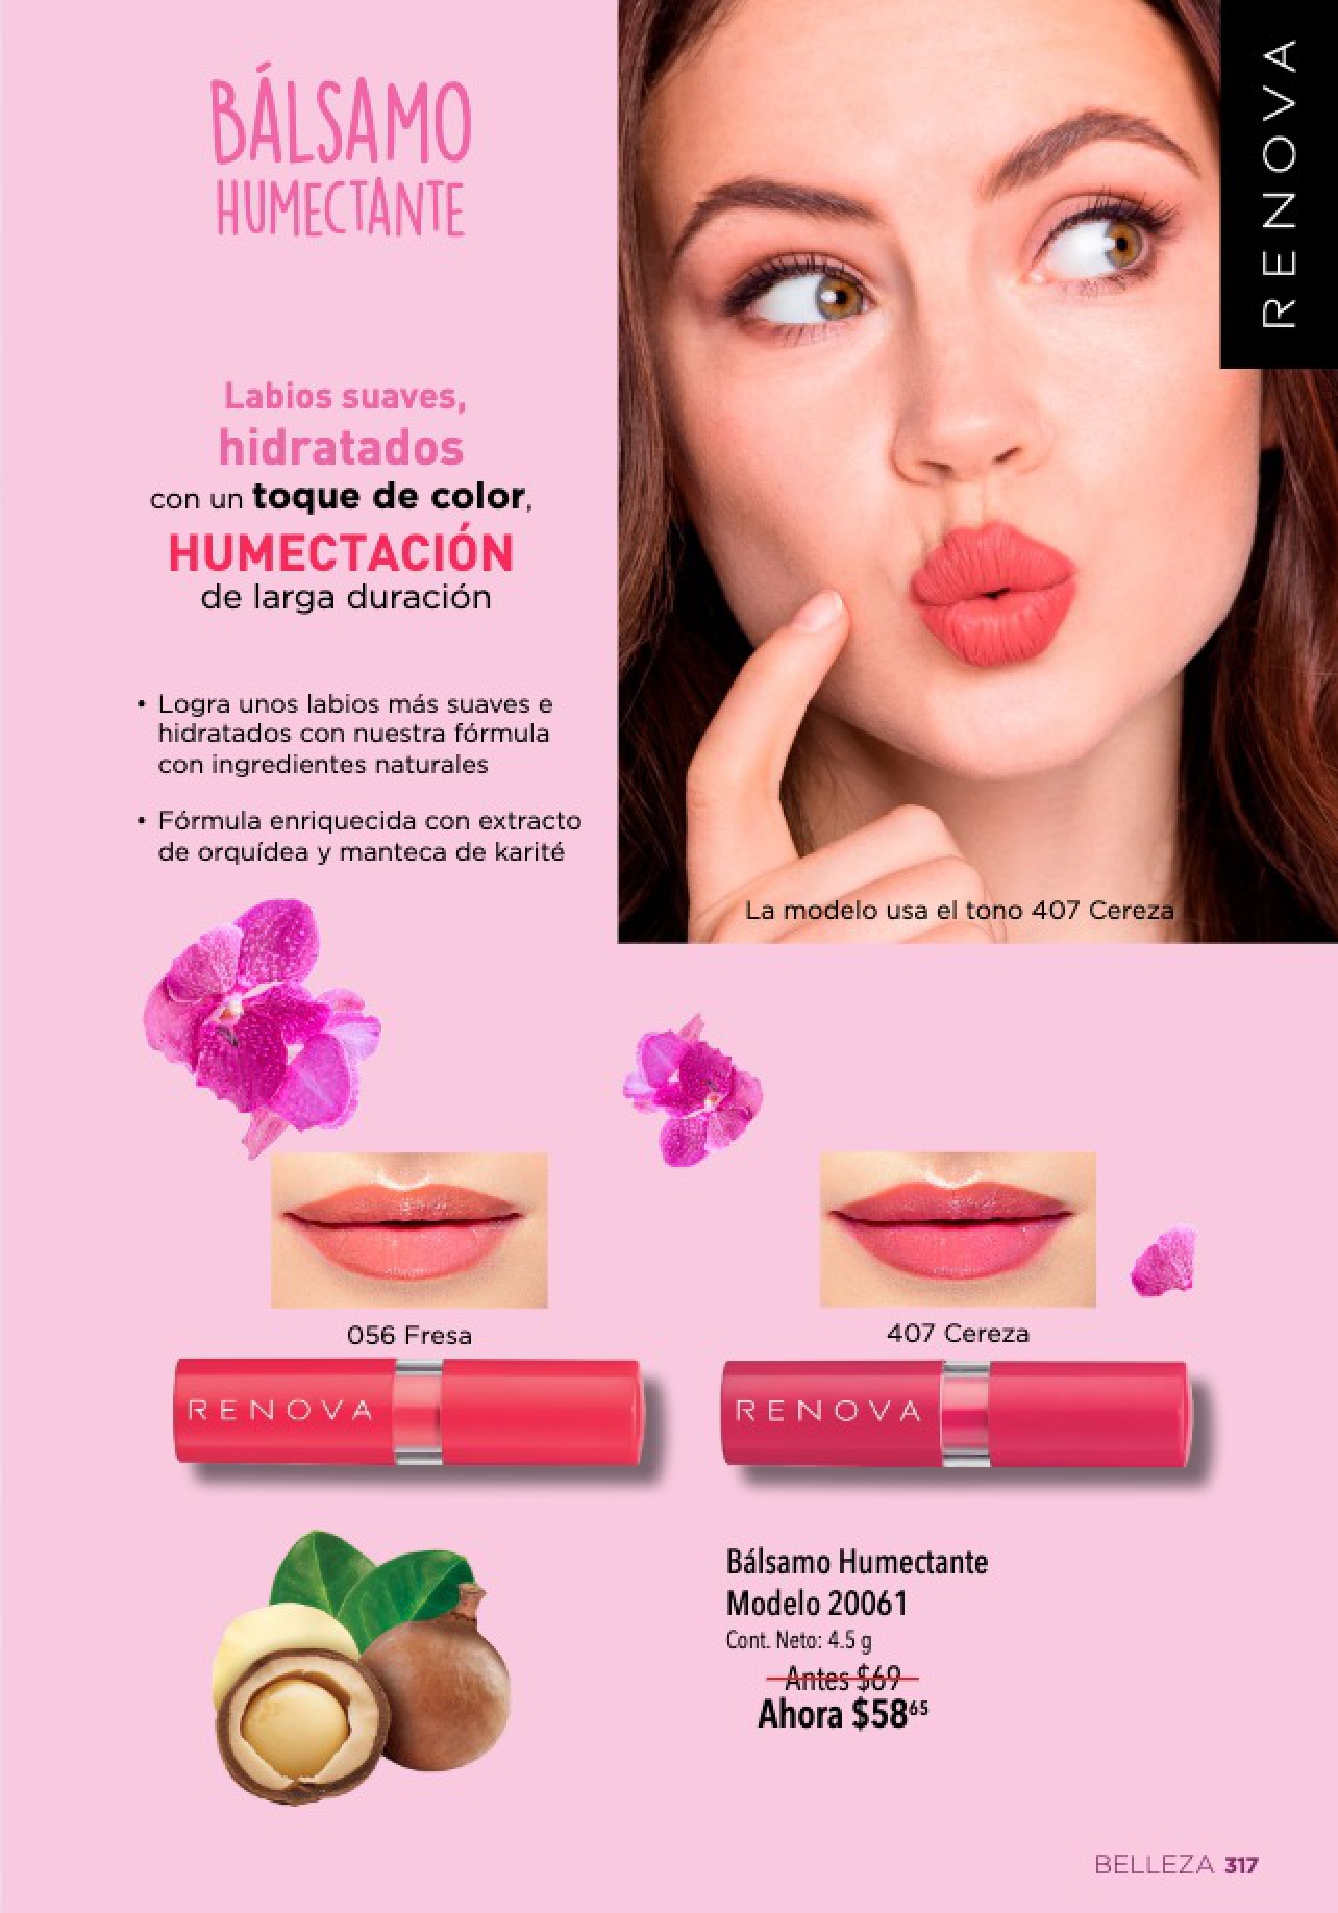 BÁLSAMO
HUMECTANTE
RENOVA
Labios suaves,
hidratados
con un toque de color,
HUMECTACIÓN
de larga duración
• Logra unos labios más suaves e
hidratados con nuestra fórmula
con ingredientes naturales
• Fórmula enriquecida con extracto
de orquídea y manteca de karité
La modelo usa el tono 407 Cereza
056 Fresa
407 Cereza
RENOVA
RENOVA
Bálsamo Humectante
Modelo 20061
Cont. Neto: 4.5 g
Antes $69
Ahora $58⁶⁵
BELLEZA 317